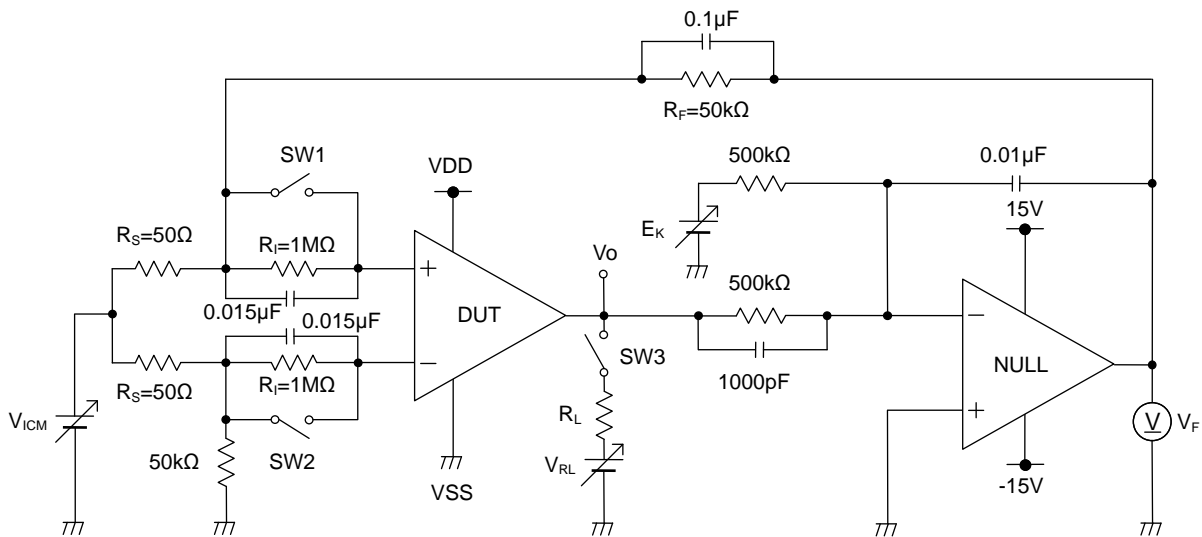 0.1µF
RF=50kΩ
SW1
VDD
500kΩ
0.01µF
15V
EK
RS=50Ω
RI=1MΩ
0.015µF
Vo
500kΩ
0.015µF
DUT
SW3
1000pF
NULL
RS=50Ω
RI=1MΩ
VICM
SW2
50kΩ
RL
VRL
VSS
-15V
V
VF
+
−
−
+